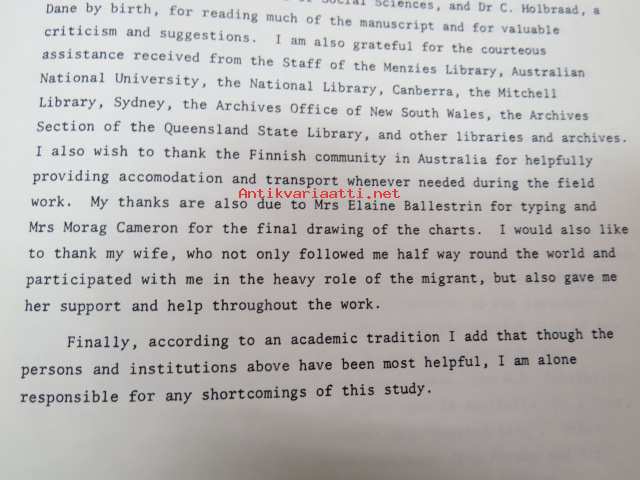 Social Sciences, and Dr C. Holbraad, a
Dane by birth, for reading much of the manuscript and for valuable
criticism and suggestions. I am also grateful for the courteous
assistance received from the Staff of the Menzies Library, Australian
National University, the National Library, Canberra, the Mitchell
Library, Sydney, the Archives Office of New South Wales, the Archives
Section of the Queensland State Library, and other libraries and archives.
I also wish to thank the Finnish community in Australia for helpfully
providing accomodation and transport whenever needed during the field
Antikvariaatti.net
work. My thanks are also due to Mrs Elaine Ballestrin for typing and
Mrs Morag Cameron for the final drawing of the charts. I would also like
to thank my wife, who not only followed me half way round the world and
participated with me in the heavy role of the migrant, but also gave me
her support and help throughout the work.
Finally, according to an academic tradition I add that though the
persons and institutions above have been most helpful, I am alone
responsible for any shortcomings of this study.